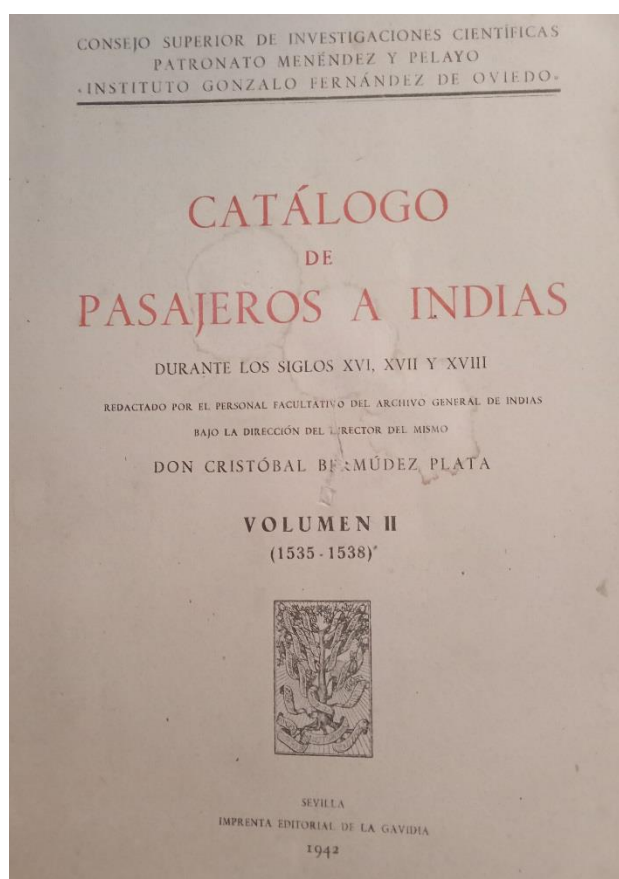 CONSEJO SUPERIOR DE INVESTIGACIONES CIENTÍFICAS
PATRONATO MENÉNDEZ Y PELAYO
«INSTITUTO GONZALO FERNÁNDEZ DE OVIEDO»
CATÁLOGO
DE
PASAJEROS A INDIAS
DURANTE LOS SIGLOS XVI, XVII Y XVIII
REDACTADO POR EL PERSONAL FACULTATIVO DEL ARCHIVO GENERAL DE INDIAS
BAJO LA DIRECCIÓN DEL DIRECTOR DEL MISMO
DON CRISTÓBAL BERMÚDEZ PLATA
VOLUMEN II
(1535-1538)
SEVILLA
IMPRENTA EDITORIAL DE LA GAVIDIA
1942